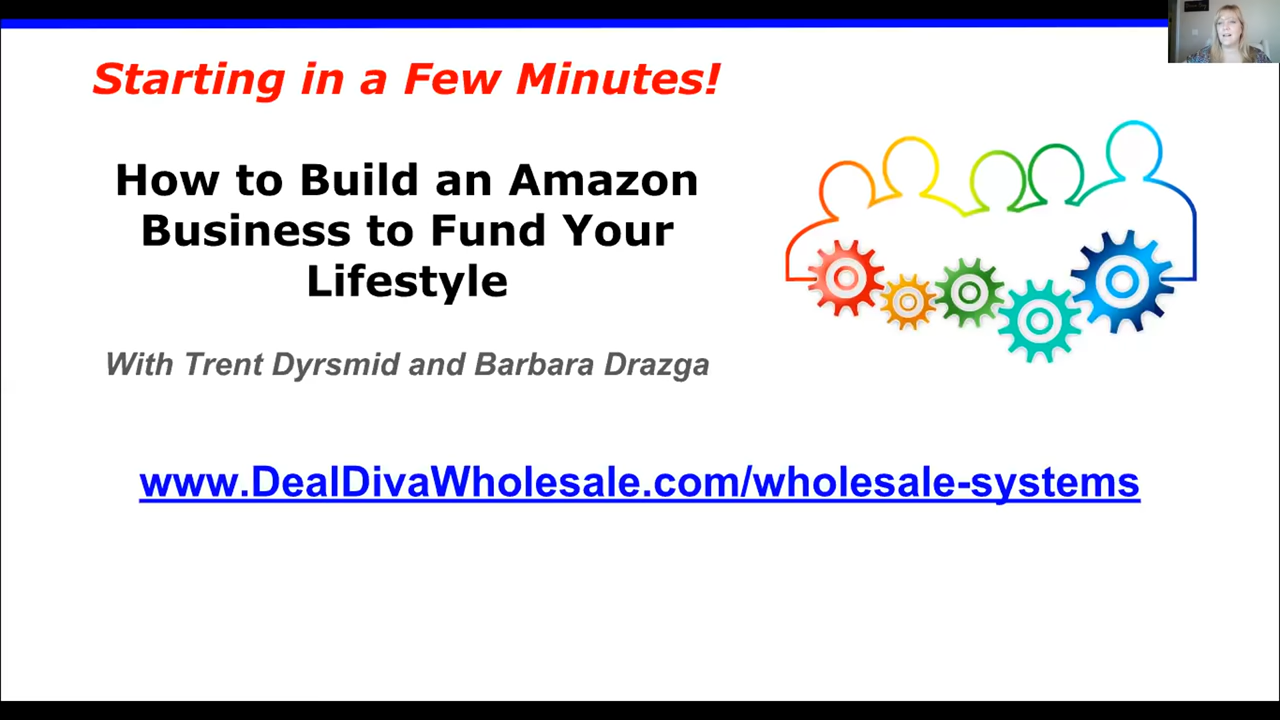 Starting in a Few Minutes!
How to Build an Amazon
Business to Fund Your
Lifestyle
With Trent Dyrsmid and Barbara Drazga
www.DealDivaWholesale.com/wholesale-systems